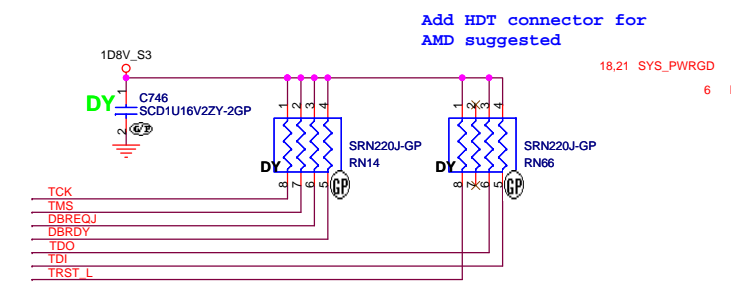 Add HDT connector for
AMD suggested
1D8V_S3
18,21 SYS_PWRGD
6
1
DY
C746
SCD1U16V2ZY-2GP
2
G/P
1 2 3 4
DY
SRN220J-GP
RN14
8 7 6 5
GP
1 2 3 4
DY
SRN220J-GP
RN66
8 7 6 5
GP
TCK
TMS
DBREQJ
DBRDY
TDO
TDI
TRST_L